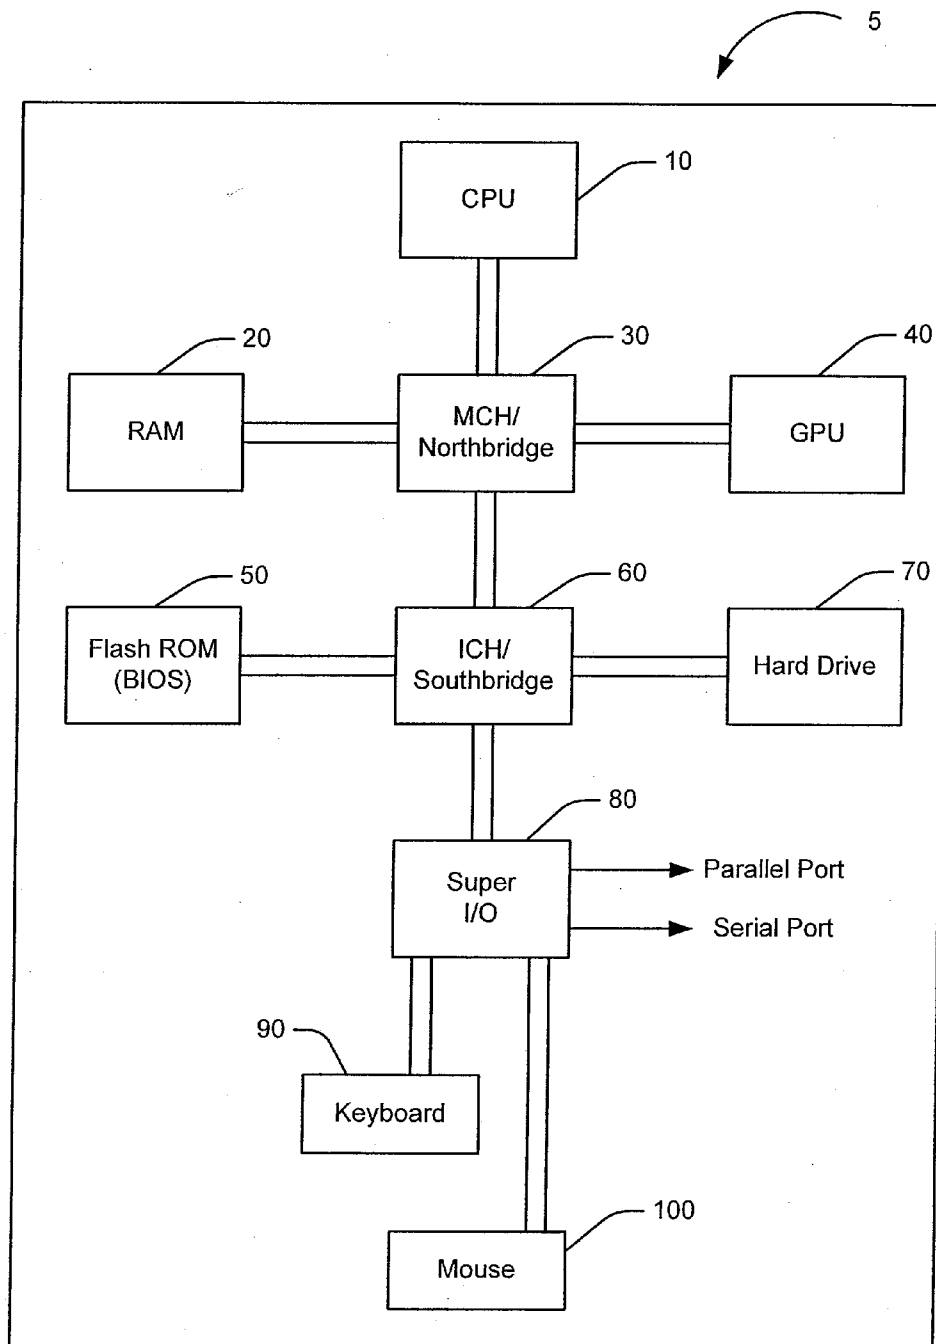 5
10
CPU
20
30
40
RAM
MCH/
Northbridge
GPU
50
60
70
Flash ROM
(BIOS)
ICH/
Southbridge
Hard Drive
80
Super
I/O
Parallel Port
Serial Port
90
Keyboard
100
Mouse